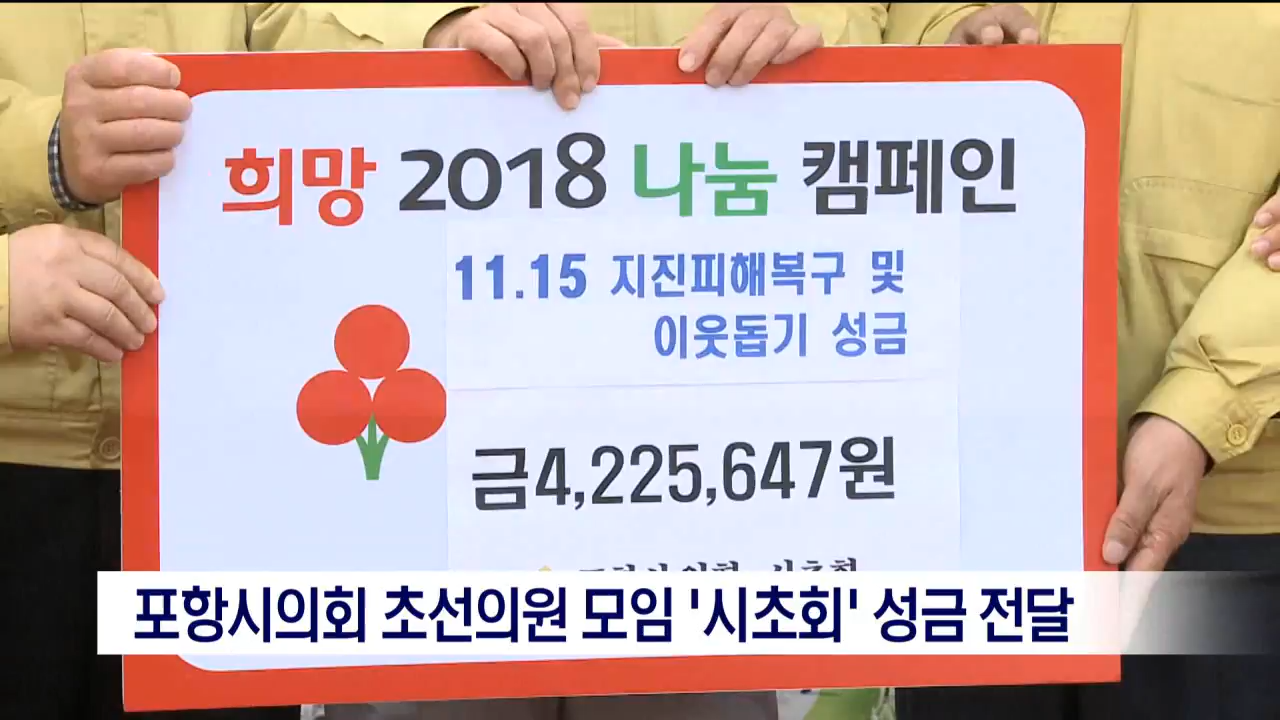 희망 2018 나눔 캠페인
11.15 지진피해복구 및
이웃돕기 성금
금4,225,647원
포항시의회 초선의원 모임 '시초회' 성금 전달